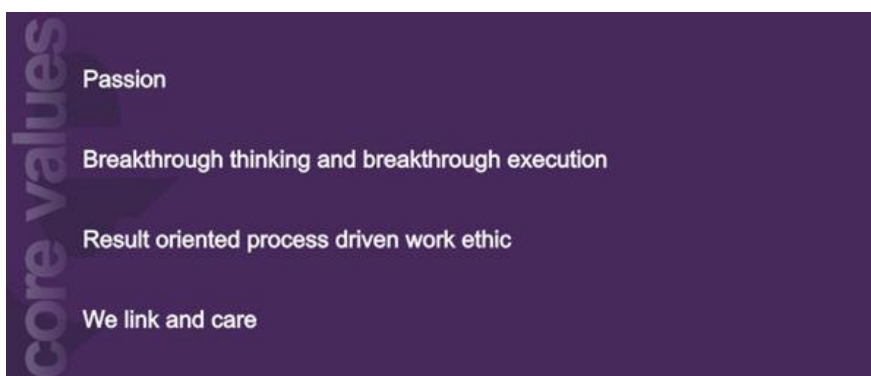 core values
Passion
Breakthrough thinking and breakthrough execution
Result oriented process driven work ethic
We link and care